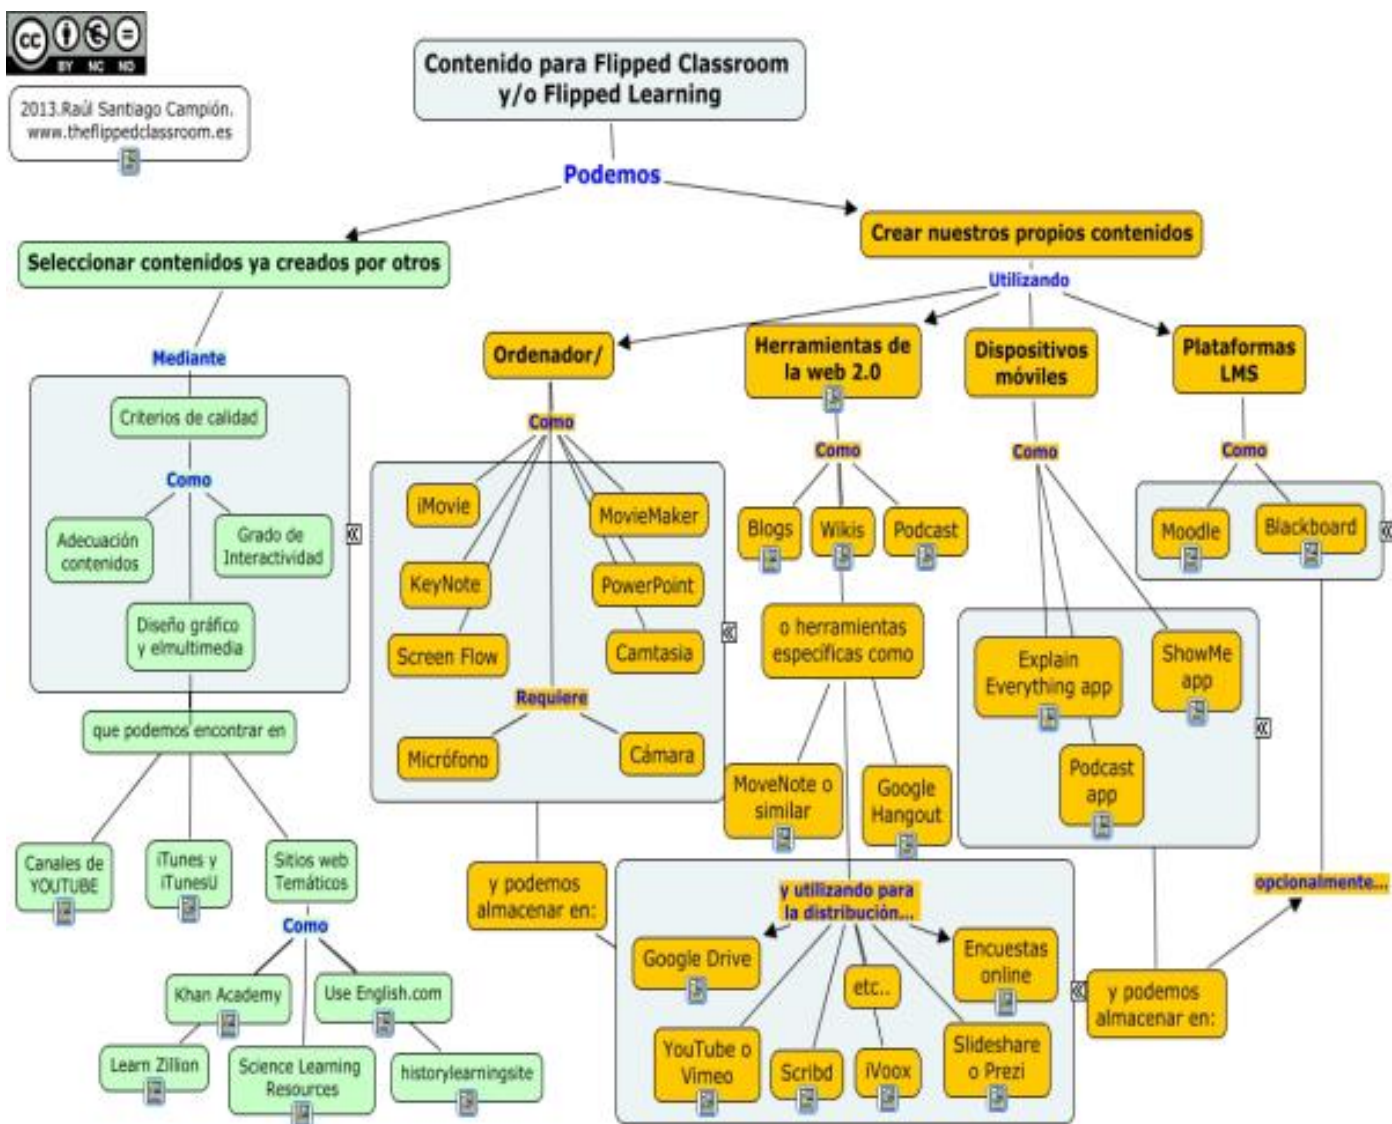 cc
BY NC ND
2013.Raúl Santiago Campión.
www.theflippedclassroom.es
Contenido para Flipped Classroom
y/o Flipped Learning
Podemos
Seleccionar contenidos ya creados por otros
Mediante
Criterios de calidad
Como
Adecuación
contenidos
Grado de
Interactividad
Diseño gráfico
y elmultimedia
que podemos encontrar en
Canales de
YOUTUBE
iTunes y
iTunesU
Sitios web
Temáticos
Como
Khan Academy
Use English.com
Learn Zillion
Science Learning
Resources
historylearningsite
Crear nuestros propios contenidos
Utilizando
Ordenador/
Como
iMovie
MovieMaker
KeyNote
PowerPoint
Screen Flow
Camtasia
Requiere
Micrófono
Cámara
y podemos
almacenar en:
Herramientas de
la web 2.0
Como
Blogs
Wikis
Podcast
o herramientas
específicas como
MoveNote o
similar
Google
Hangout
y utilizando para
la distribución...
Google Drive
etc..
Encuestas
online
YouTube o
Vimeo
Scribd
iVoox
Slideshare
o Prezi
Dispositivos
móviles
Como
Explain
Everything app
ShowMe
app
Podcast
app
y podemos
almacenar en:
Plataformas
LMS
Como
Moodle
Blackboard
opcionalmente...